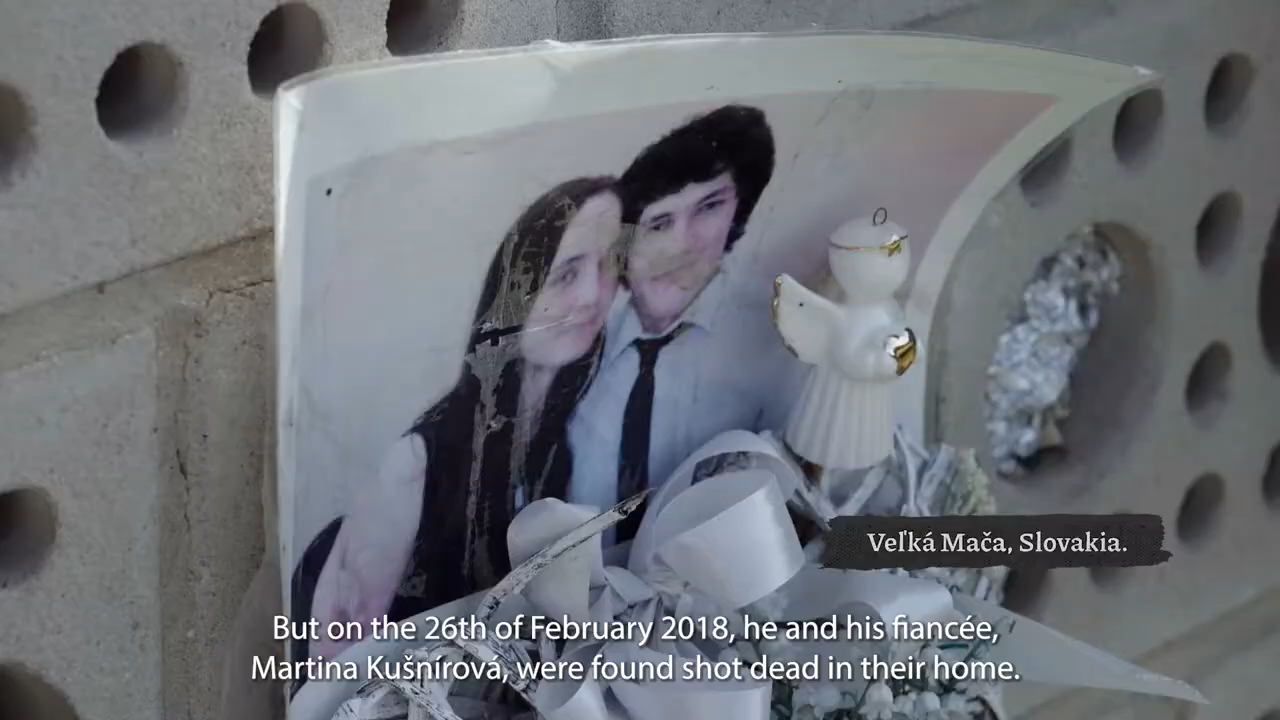 Veľká Mača, Slovakia.
But on the 26th of February 2018, he and his fiancée,
Martina Kušnírová, were found shot dead in their home.